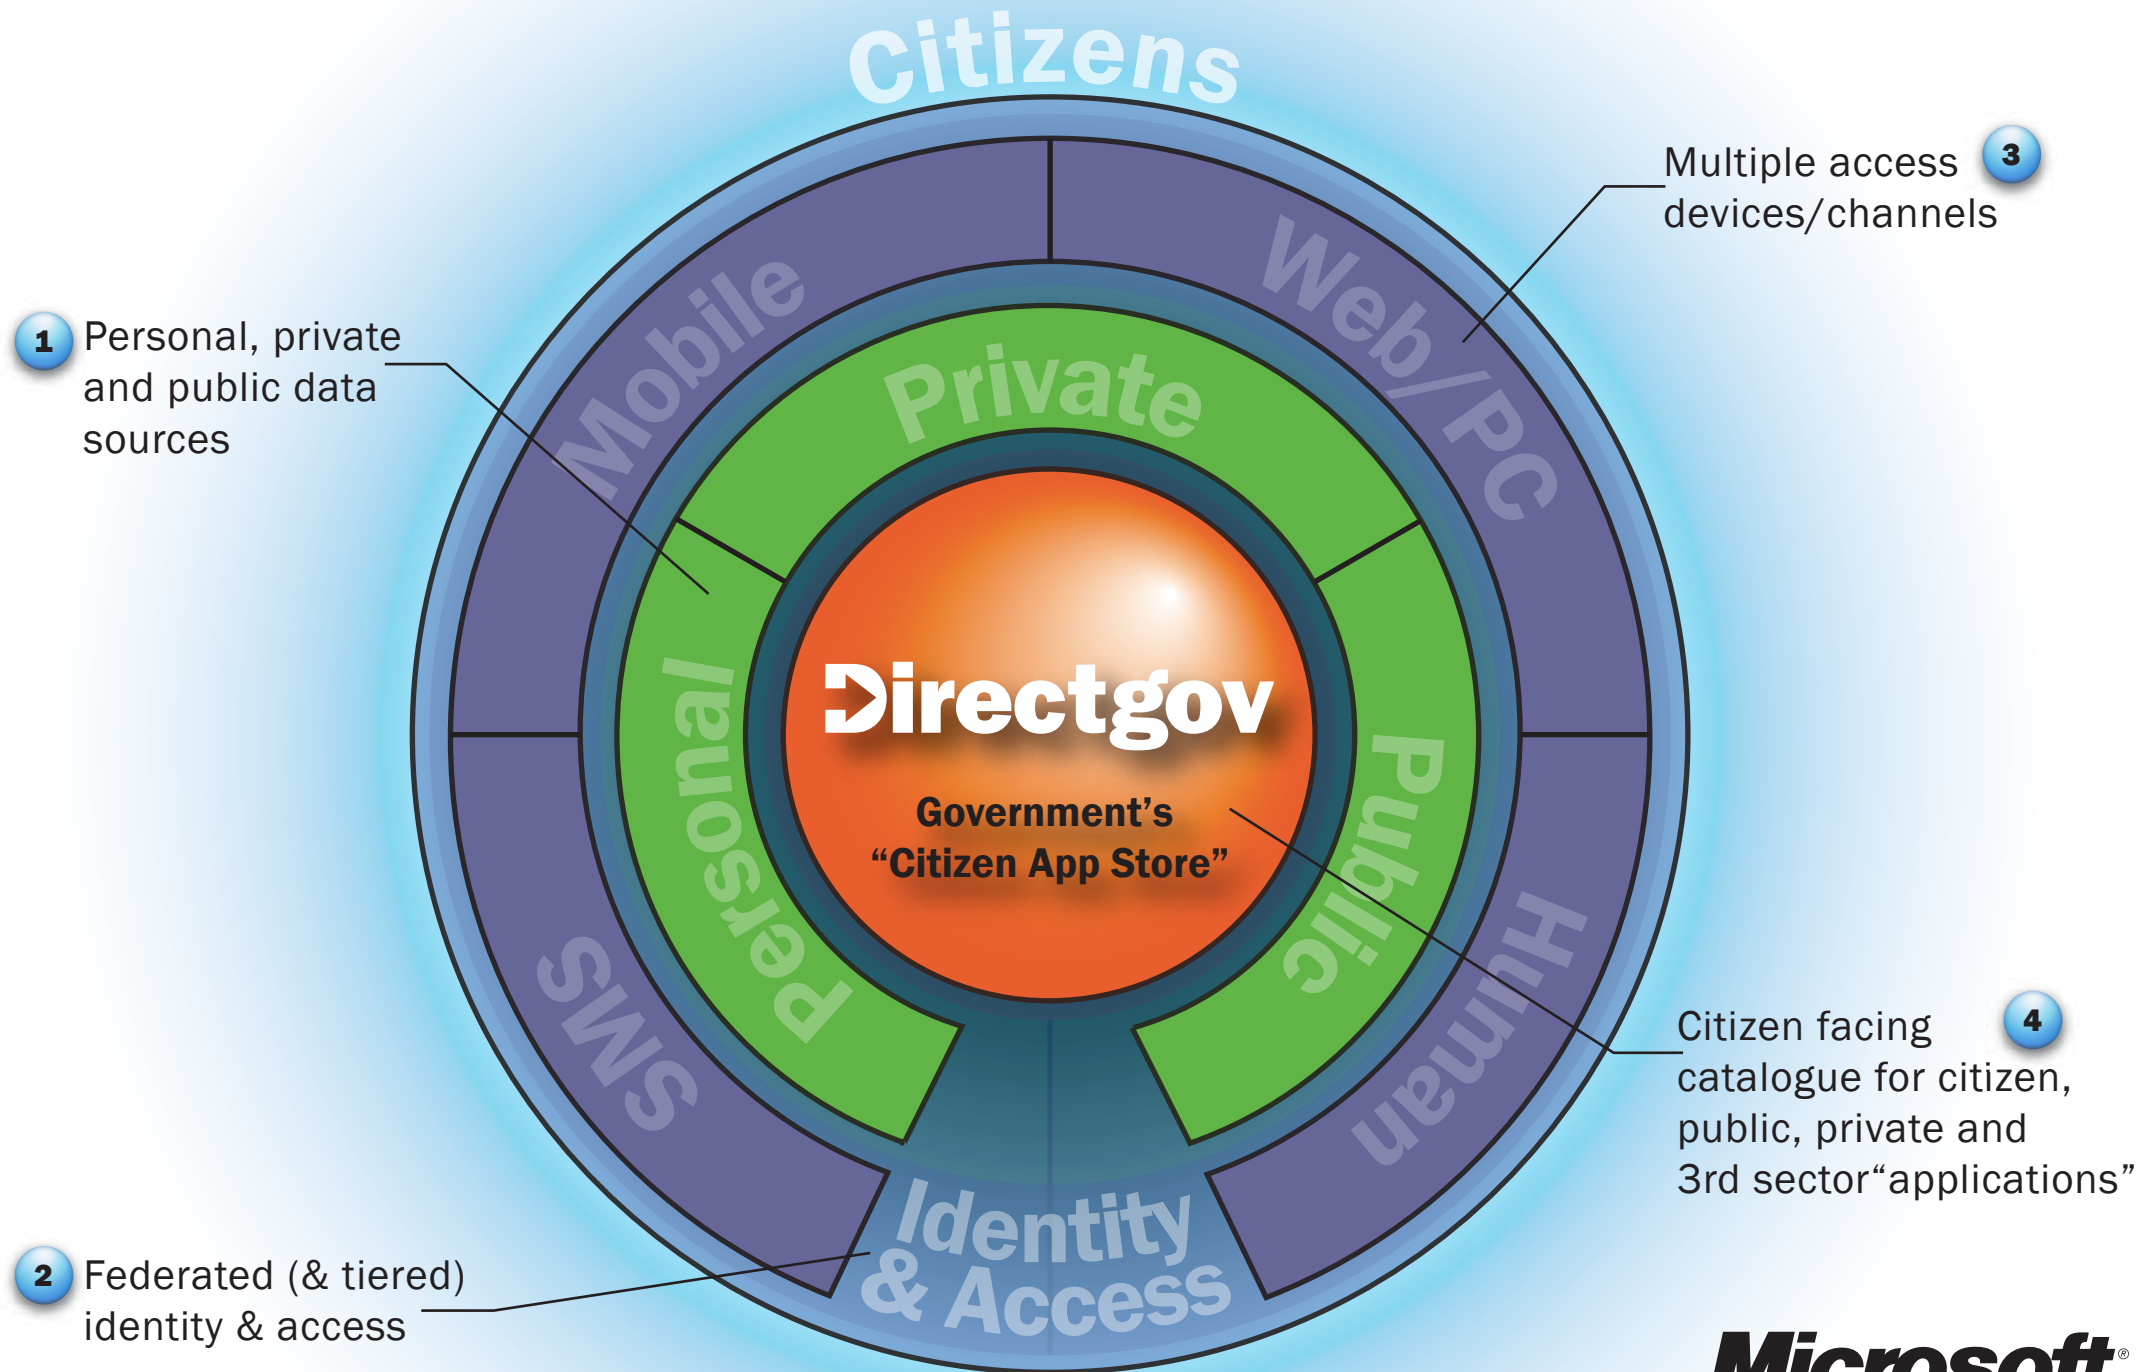 Citizens
Multiple access
devices/channels
3
1
Personal, private
and public data
sources
Mobile
Web/PC
Private
Personal
Public
Directgov
Government’s
“Citizen App Store”
SMS
Human
Citizen facing
catalogue for citizen,
public, private and
3rd sector“applications”
4
Identity
& Access
2
Federated (& tiered)
identity & access
Microsoft®